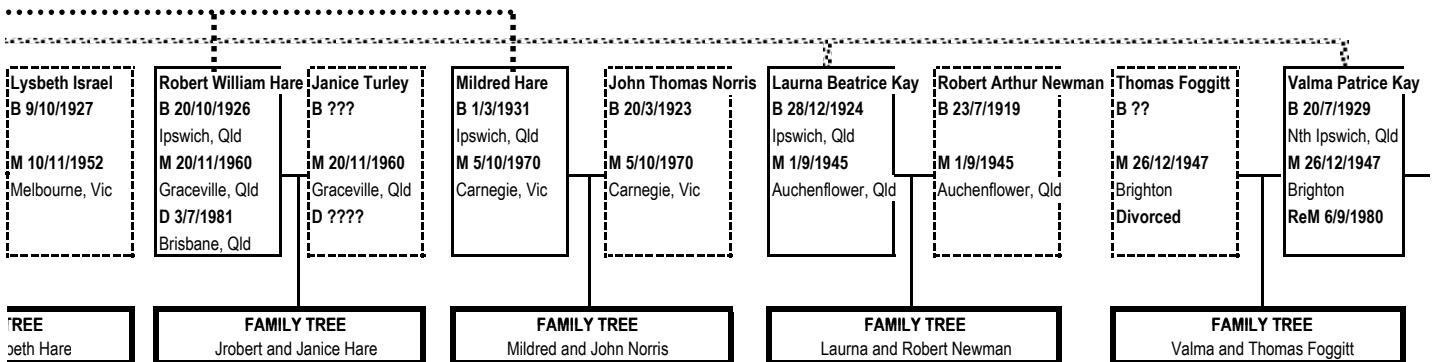 Lysbeth Israel
B 9/10/1927
M 10/11/1952
Melbourne, Vic
Robert William Hare
B 20/10/1926
Ipswich, Qld
M 20/11/1960
Graceville, Qld
D 3/7/1981
Brisbane, Qld
Janice Turley
B ???
M 20/11/1960
Graceville, Qld
D ????
Mildred Hare
B 1/3/1931
Ipswich, Qld
M 5/10/1970
Carnegie, Vic
John Thomas Norris
B 20/3/1923
M 5/10/1970
Carnegie, Vic
Laurna Beatrice Kay
B 28/12/1924
Ipswich, Qld
M 1/9/1945
Auchenflower, Qld
Robert Arthur Newman
B 23/7/1919
M 1/9/1945
Auchenflower, Qld
Thomas Foggitt
B ??
M 26/12/1947
Brighton
Divorced
Valma Patrice Kay
B 20/7/1929
Nth Ipswich, Qld
M 26/12/1947
Brighton
ReM 6/9/1980
TREE
beth Hare
FAMILY TREE
Jrobert and Janice Hare
FAMILY TREE
Mildred and John Norris
FAMILY TREE
Laurna and Robert Newman
FAMILY TREE
Valma and Thomas Foggitt